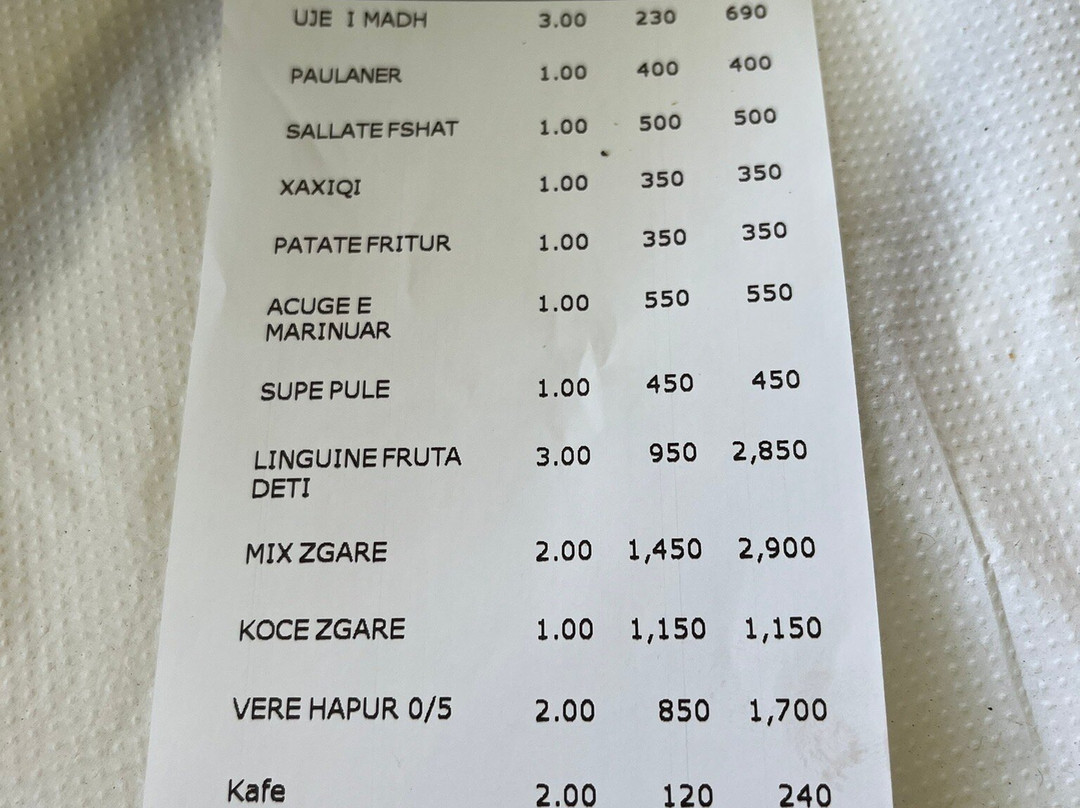 UJE I MADH 3.00 230 690
PAULANER 1.00 400 400
SALLATE FSHAT 1.00 500 500
XAXIQI 1.00 350 350
PATATE FRITUR 1.00 350 350
ACUGE E 1.00 550 550
MARINUAR
SUPE PULE 1.00 450 450
LINGUINE FRUTA 3.00 950 2,850
DETI
MIX ZGARE 2.00 1,450 2,900
KOCE ZGARE 1.00 1,150 1,150
VERE HAPUR 0/5 2.00 850 1,700
Kafe 2.00 120 240